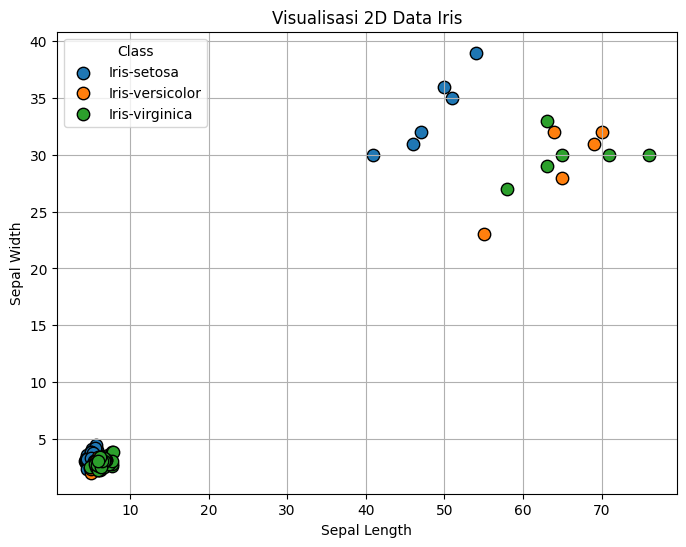 Visualisasi 2D Data Iris
Class
Iris-setosa
Iris-versicolor
Iris-virginica
Sepal Width
40
35
30
25
20
15
10
5
10
20
30
40
50
60
70
Sepal Length